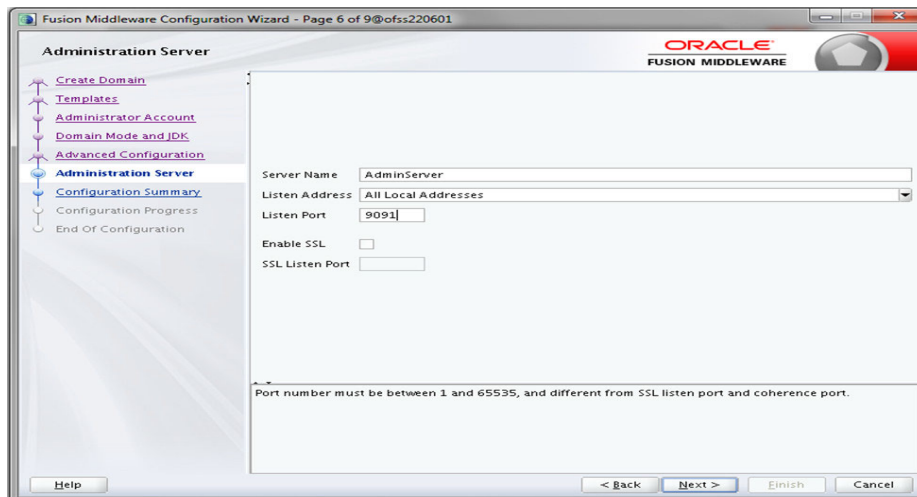 Fusion Middleware Configuration Wizard - Page 6 of 9@ofss220601
Administration Server
ORACLE
FUSION MIDDLEWARE
Create Domain
Templates
Administrator Account
Domain Mode and JDK
Advanced Configuration
Administration Server
Configuration Summary
Configuration Progress
End Of Configuration
Server Name AdminServer
Listen Address All Local Addresses
Listen Port 9091
Enable SSL
SSL Listen Port
Port number must be between 1 and 65535, and different from SSL listen port and coherence port.
Help < Back Next > Finish Cancel